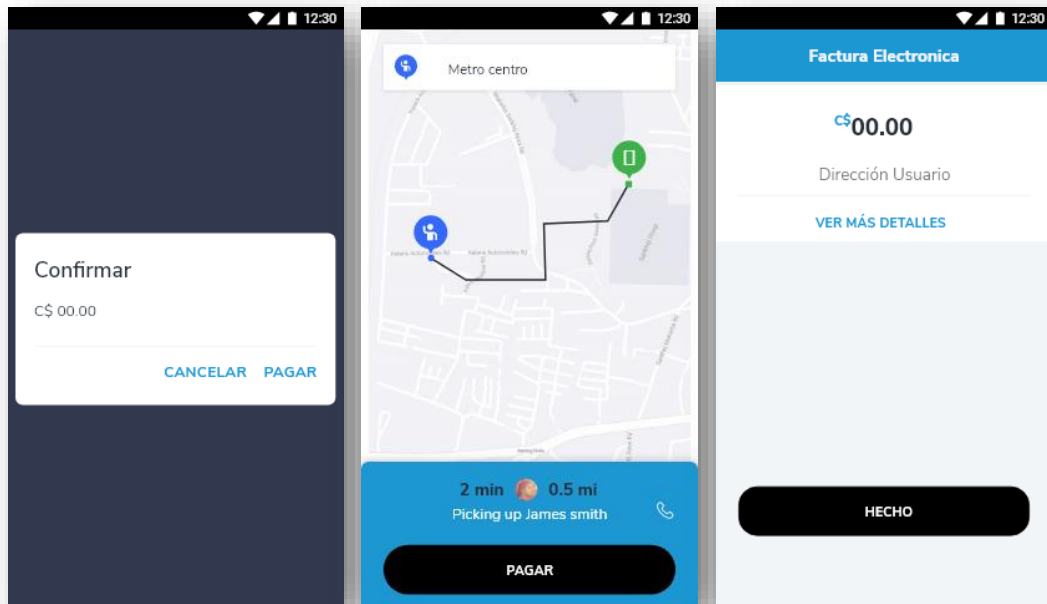 12:30
Confirmar
C$ 00.00
CANCELAR PAGAR
12:30
Metro centro
2 min 0.5 mi
Picking up James smith
PAGAR
12:30
Factura Electronica
C$00.00
Dirección Usuario
VER MÁS DETALLES
HECHO